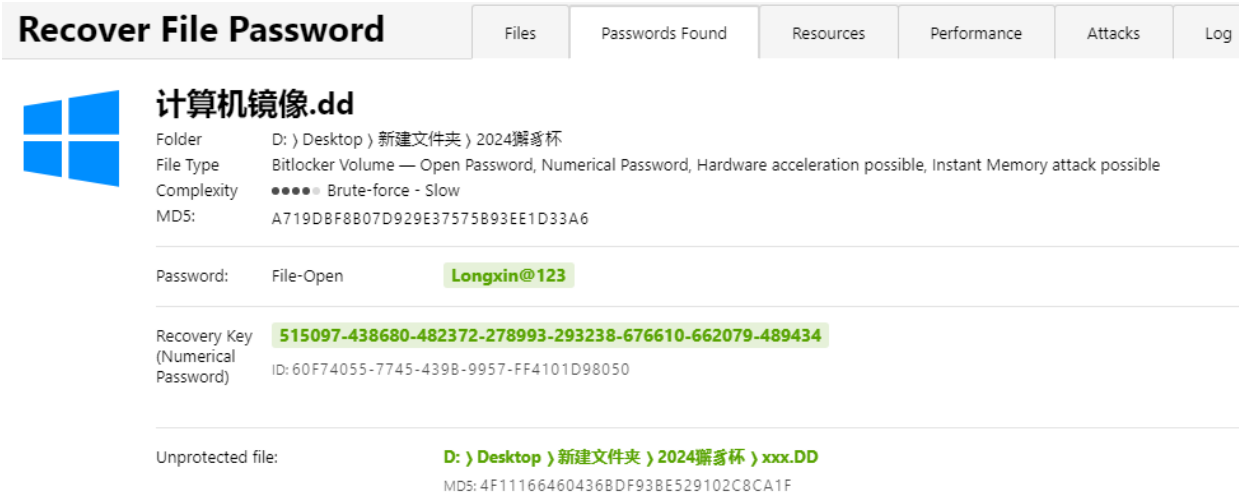 Recover File Password
Files
Passwords Found
Resources
Performance
Attacks
Log
计算机镜像.dd
Folder D: ⟩ Desktop ⟩ 新建文件夹 ⟩ 2024獬豸杯
File Type Bitlocker Volume — Open Password, Numerical Password, Hardware acceleration possible, Instant Memory attack possible
Complexity Brute-force - Slow
MD5: A719DBF8B07D929E37575B93EE1D33A6
Password: File-Open Longxin@123
Recovery Key (Numerical Password) 515097-438680-482372-278993-293238-676610-662079-489434
ID: 60F74055-7745-439B-9957-FF4101D98050
Unprotected file: D: ⟩ Desktop ⟩ 新建文件夹 ⟩ 2024獬豸杯 ⟩ xxx.DD
MD5: 4F11166460436BDF93BE529102C8CA1F